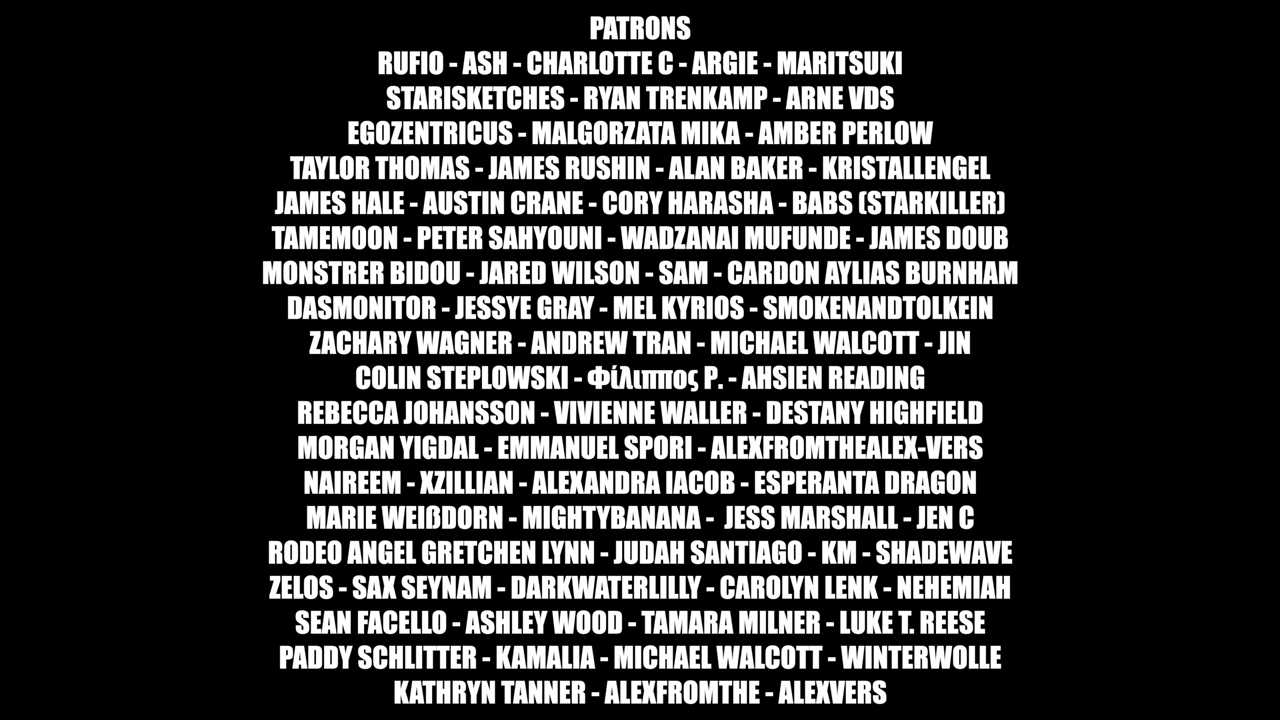 PATRONS
RUFIO - ASH - CHARLOTTE C - ARGIE - MARITSUKI
STARISKETCHES - RYAN TRENKAMP - ARNE VDS
EGOZENTRICUS - MALGORZATA MIKA - AMBER PERLOW
TAYLOR THOMAS - JAMES RUSHIN - ALAN BAKER - KRISTALLENGEL
JAMES HALE - AUSTIN CRANE - CORY HARASHA - BABS (STARKILLER)
TAMEMOON - PETER SAHYOUNI - WADZANAI MUFUNDE - JAMES DOUB
MONSTRER BIDOU - JARED WILSON - SAM - CARDON AYLIAS BURNHAM
DASMONITOR - JESSYE GRAY - MEL KYRIOS - SMOKENANDTOLKEIN
ZACHARY WAGNER - ANDREW TRAN - MICHAEL WALCOTT - JIN
COLIN STEPLOWSKI - Φίλιππος P. - AHSIEN READING
REBECCA JOHANSSON - VIVIENNE WALLER - DESTANY HIGHFIELD
MORGAN YIGDAL - EMMANUEL SPORI - ALEXFROMTHEALEX-VERS
NAIREEM - XZILLIAN - ALEXANDRA IACOB - ESPERANTA DRAGON
MARIE WEIßDORN - MIGHTYBANANA - JESS MARSHALL - JEN C
RODEO ANGEL GRETCHEN LYNN - JUDAH SANTIAGO - KM - SHADEWAVE
ZELOS - SAX SEYNAM - DARKWATERLILLY - CAROLYN LENK - NEHEMIAH
SEAN FACELLO - ASHLEY WOOD - TAMARA MILNER - LUKE T. REESE
PADDY SCHLITTER - KAMALIA - MICHAEL WALCOTT - WINTERWOLLE
KATHRYN TANNER - ALEXFROMTHE - ALEXVERS